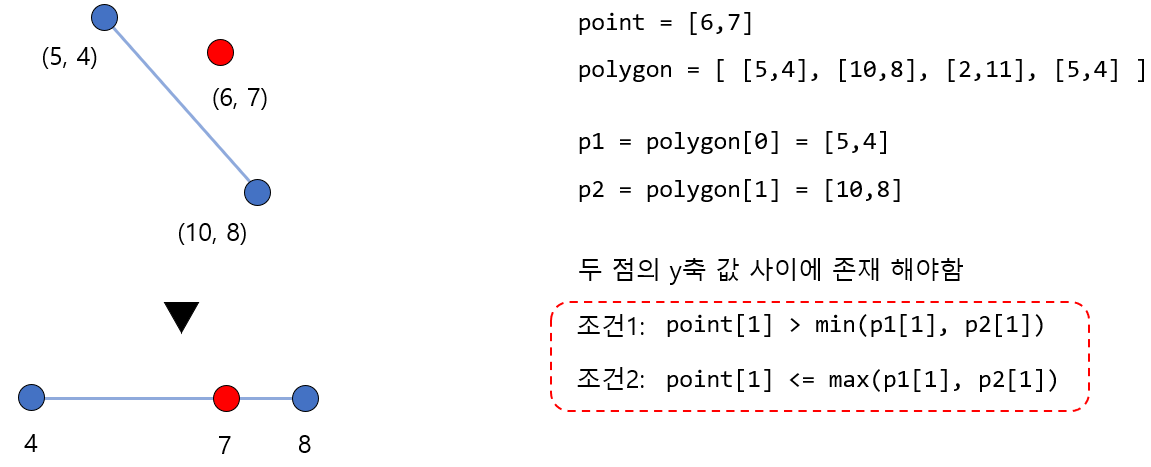 (5, 4)
(6, 7)
(10, 8)
4
7
8
point = [6,7]
polygon = [ [5,4], [10,8], [2,11], [5,4] ]
p1 = polygon[0] = [5,4]
p2 = polygon[1] = [10,8]
두 점의 y축 값 사이에 존재 해야함
조건1: point[1] > min(p1[1], p2[1])
조건2: point[1] <= max(p1[1], p2[1])